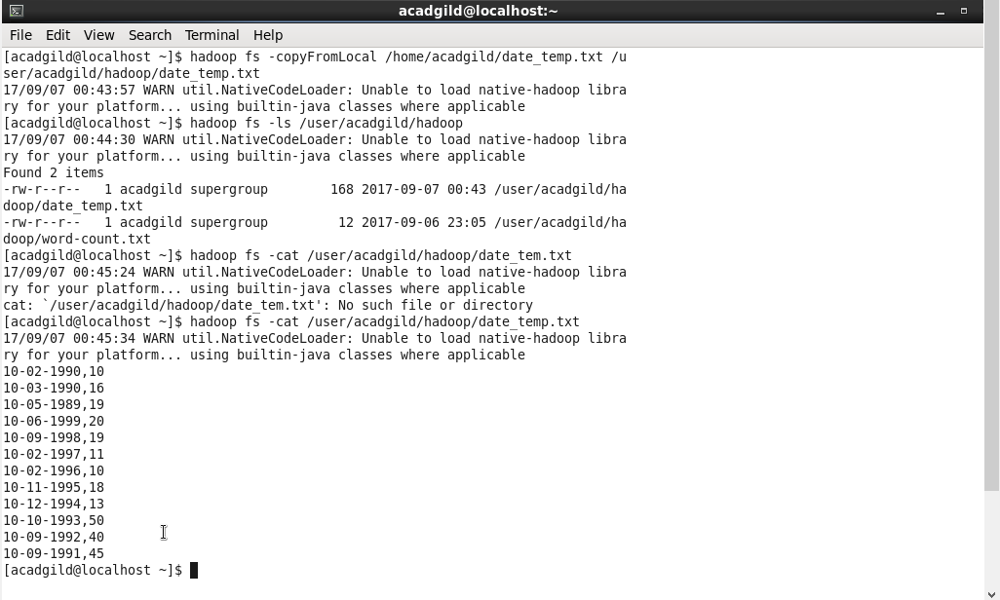 acadgild@localhost:~
File Edit View Search Terminal Help
[acadgild@localhost ~]$ hadoop fs -copyFromLocal /home/acadgild/date_temp.txt /u
ser/acadgild/hadoop/date_temp.txt
17/09/07 00:43:57 WARN util.NativeCodeLoader: Unable to load native-hadoop libra
ry for your platform... using builtin-java classes where applicable
[acadgild@localhost ~]$ hadoop fs -ls /user/acadgild/hadoop
17/09/07 00:44:30 WARN util.NativeCodeLoader: Unable to load native-hadoop libra
ry for your platform... using builtin-java classes where applicable
Found 2 items
-rw-r--r--   1 acadgild supergroup        168 2017-09-07 00:43 /user/acadgild/ha
doop/date_temp.txt
-rw-r--r--   1 acadgild supergroup         12 2017-09-06 23:05 /user/acadgild/ha
doop/word-count.txt
[acadgild@localhost ~]$ hadoop fs -cat /user/acadgild/hadoop/date_tem.txt
17/09/07 00:45:24 WARN util.NativeCodeLoader: Unable to load native-hadoop libra
ry for your platform... using builtin-java classes where applicable
cat: `/user/acadgild/hadoop/date_tem.txt': No such file or directory
[acadgild@localhost ~]$ hadoop fs -cat /user/acadgild/hadoop/date_temp.txt
17/09/07 00:45:34 WARN util.NativeCodeLoader: Unable to load native-hadoop libra
ry for your platform... using builtin-java classes where applicable
10-02-1990,10
10-03-1990,16
10-05-1989,19
10-06-1999,20
10-09-1998,19
10-02-1997,11
10-02-1996,10
10-11-1995,18
10-12-1994,13
10-10-1993,50
10-09-1992,40
10-09-1991,45
[acadgild@localhost ~]$